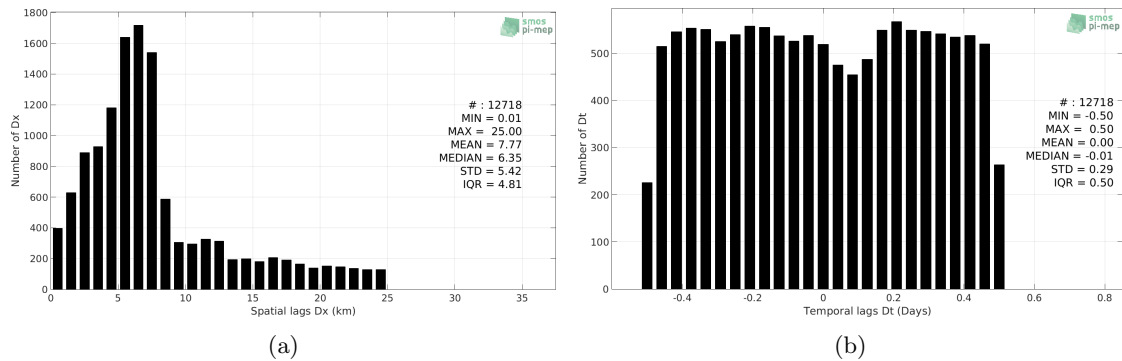 1800
1600
1400
1200
1000
800
600
400
200
0
Number of Dx
0 5 10 15 20 25 30 35
Spatial lags Dx (km)
smos
pi-mep
# : 12718
MIN = 0.01
MAX = 25.00
MEAN = 7.77
MEDIAN = 6.35
STD = 5.42
IQR = 4.81
(a)
500
400
300
200
100
0
Number of Dt
-0.4 -0.2 0 0.2 0.4 0.6 0.8
Temporal lags Dt (Days)
smos
pi-mep
# : 12718
MIN = -0.50
MAX = 0.50
MEAN = 0.00
MEDIAN = -0.01
STD = 0.29
IQR = 0.50
(b)